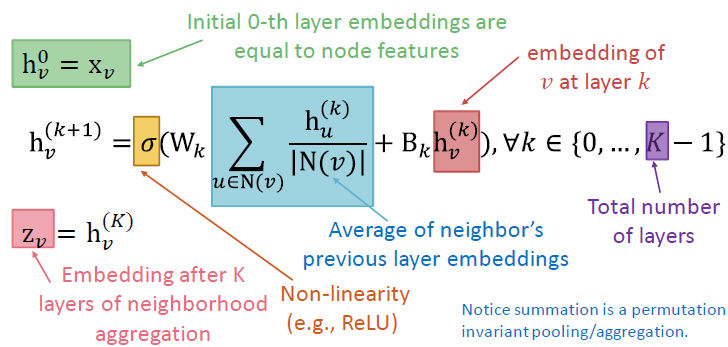 Initial 0-th layer embeddings are
equal to node features
h_v^0 = x_v
embedding of
v at layer k
h_v^{(k+1)} = σ(W_k ∑_{u∈N(v)} h_u^{(k)} / |N(v)| + B_k h_v^{(k)}), ∀k ∈ {0, …, K − 1}
z_v = h_v^{(K)}
Average of neighbor's
previous layer embeddings
Total number
of layers
Embedding after K
layers of neighborhood
aggregation
Non-linearity
(e.g., ReLU)
Notice summation is a permutation
invariant pooling/aggregation.